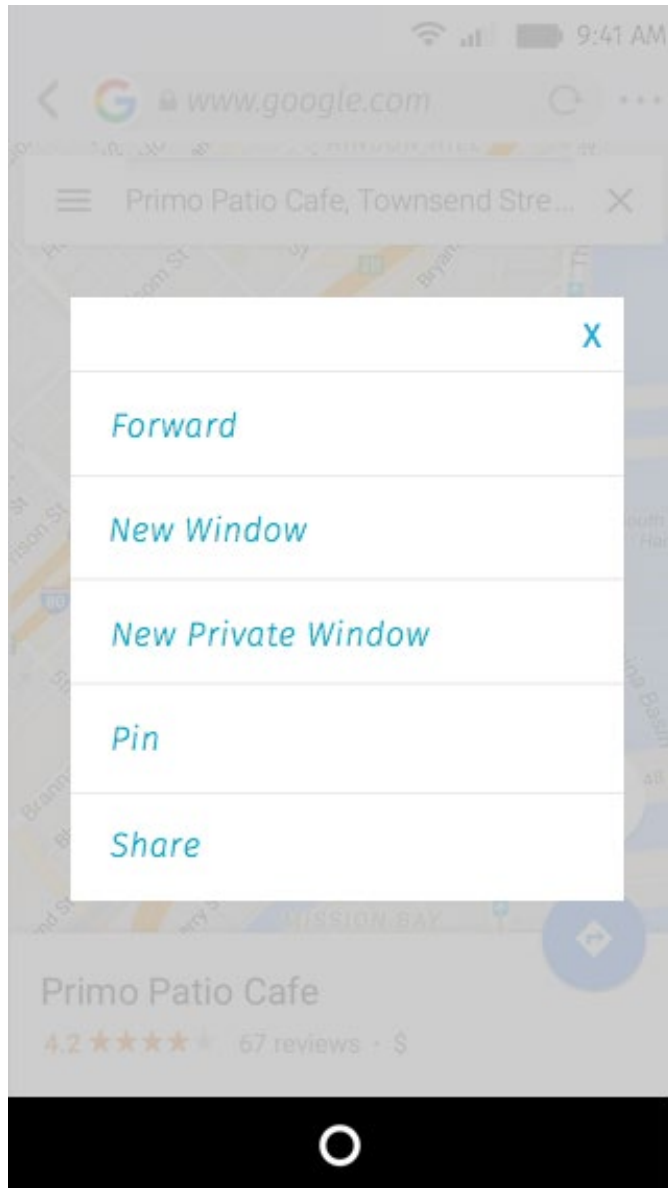 9:41 AM
www.google.com
Primo Patio Cafe, Townsend Stre...
X
Forward
New Window
New Private Window
Pin
Share
MISSION BAY
Primo Patio Cafe
4.2 67 reviews · $